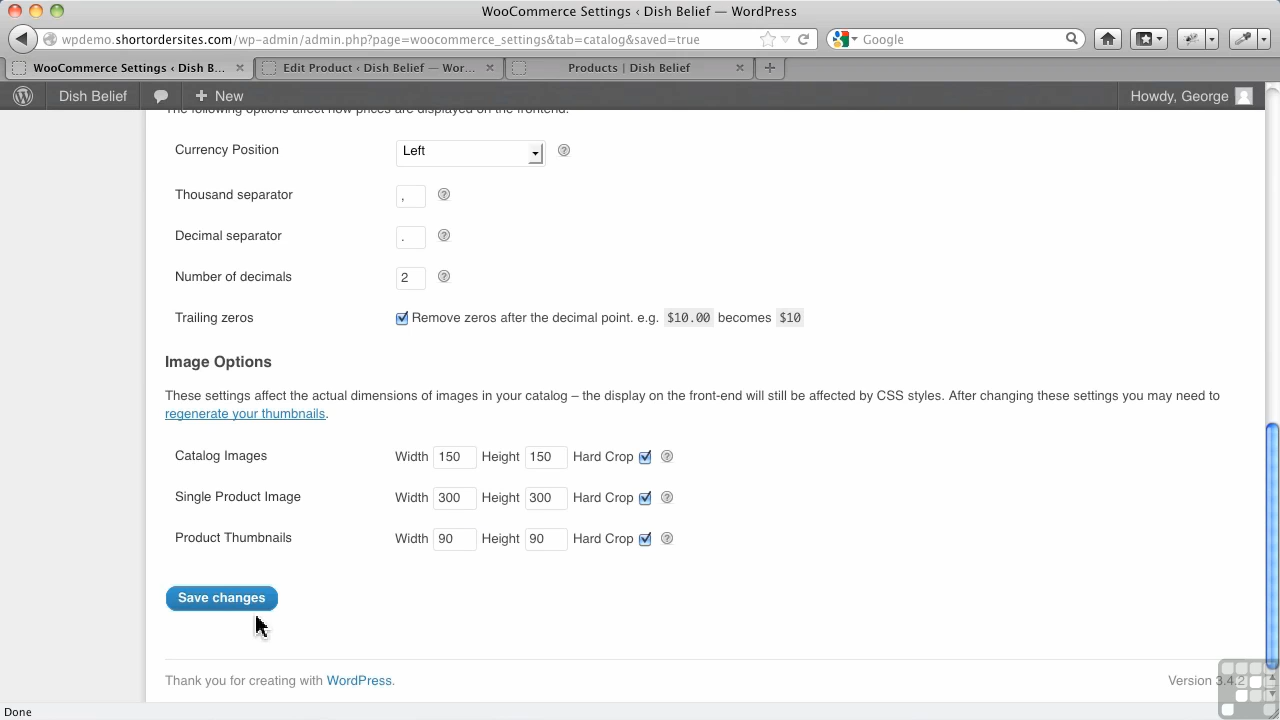 WooCommerce Settings ‹ Dish Belief — WordPress
wpdemo.shortordersites.com/wp-admin/admin.php?page=woocommerce_settings&tab=catalog&saved=true
Google
WooCommerce Settings ‹ Dish B...
Edit Product ‹ Dish Belief — Wor...
Products | Dish Belief
Dish Belief
New
Howdy, George
The following options affect how prices are displayed on the frontend.
Currency Position Left
Thousand separator ,
Decimal separator .
Number of decimals 2
Trailing zeros Remove zeros after the decimal point. e.g. $10.00 becomes $10
Image Options
These settings affect the actual dimensions of images in your catalog – the display on the front-end will still be affected by CSS styles. After changing these settings you may need to
regenerate your thumbnails.
Catalog Images Width 150 Height 150 Hard Crop
Single Product Image Width 300 Height 300 Hard Crop
Product Thumbnails Width 90 Height 90 Hard Crop
Save changes
Thank you for creating with WordPress.
Version 3.4.2
Done